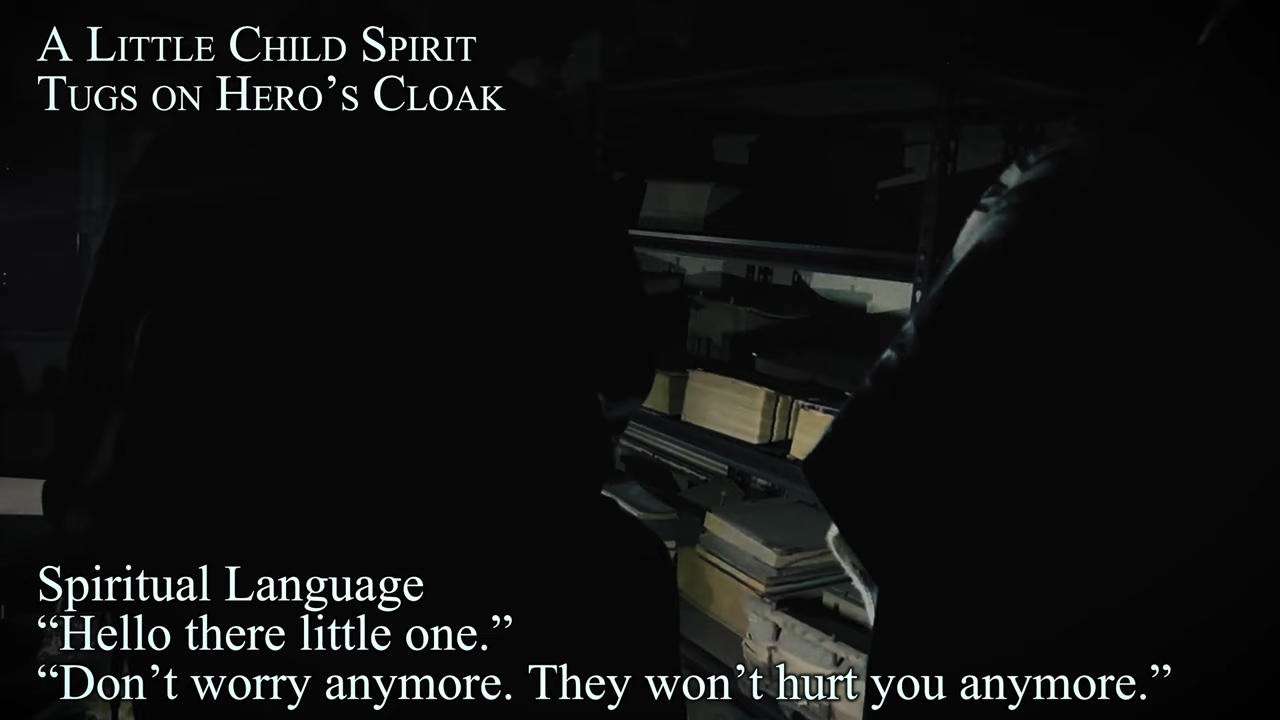 A Little Child Spirit
Tugs on Hero’s Cloak
Spiritual Language
“Hello there little one.”
“Don’t worry anymore. They won’t hurt you anymore.”